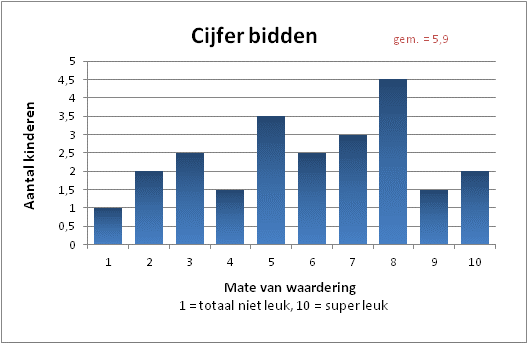 Cijfer bidden
gem. = 5,9
Aantal kinderen
5
4,5
4
3,5
3
2,5
2
1,5
1
0,5
0
1 2 3 4 5 6 7 8 9 10
Mate van waardering
1 = totaal niet leuk, 10 = super leuk